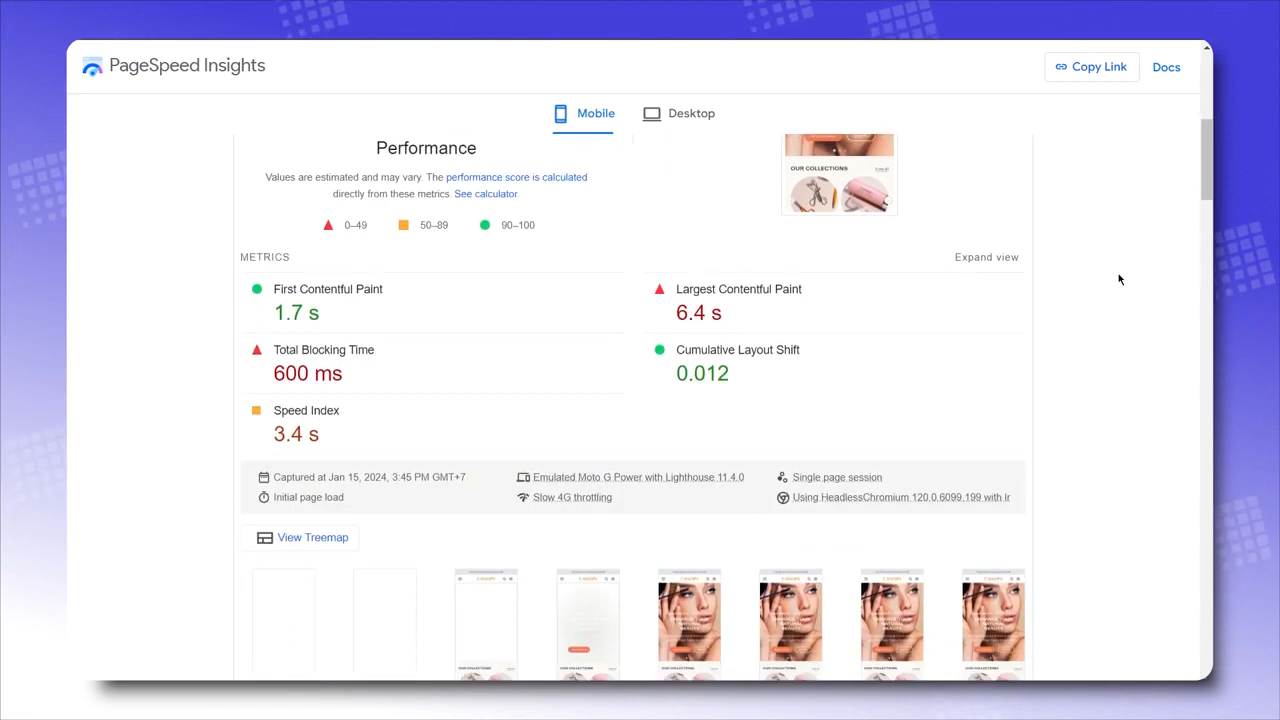 PageSpeed Insights
Copy Link
Docs
Mobile
Desktop
Performance
Values are estimated and may vary. The performance score is calculated
directly from these metrics. See calculator.
0–49
50–89
90–100
OUR COLLECTIONS
METRICS
Expand view
First Contentful Paint
1.7 s
Largest Contentful Paint
6.4 s
Total Blocking Time
600 ms
Cumulative Layout Shift
0.012
Speed Index
3.4 s
Captured at Jan 15, 2024, 3:45 PM GMT+7
Emulated Moto G Power with Lighthouse 11.4.0
Single page session
Initial page load
Slow 4G throttling
Using HeadlessChromium 120.0.6099.199 with lr
View Treemap